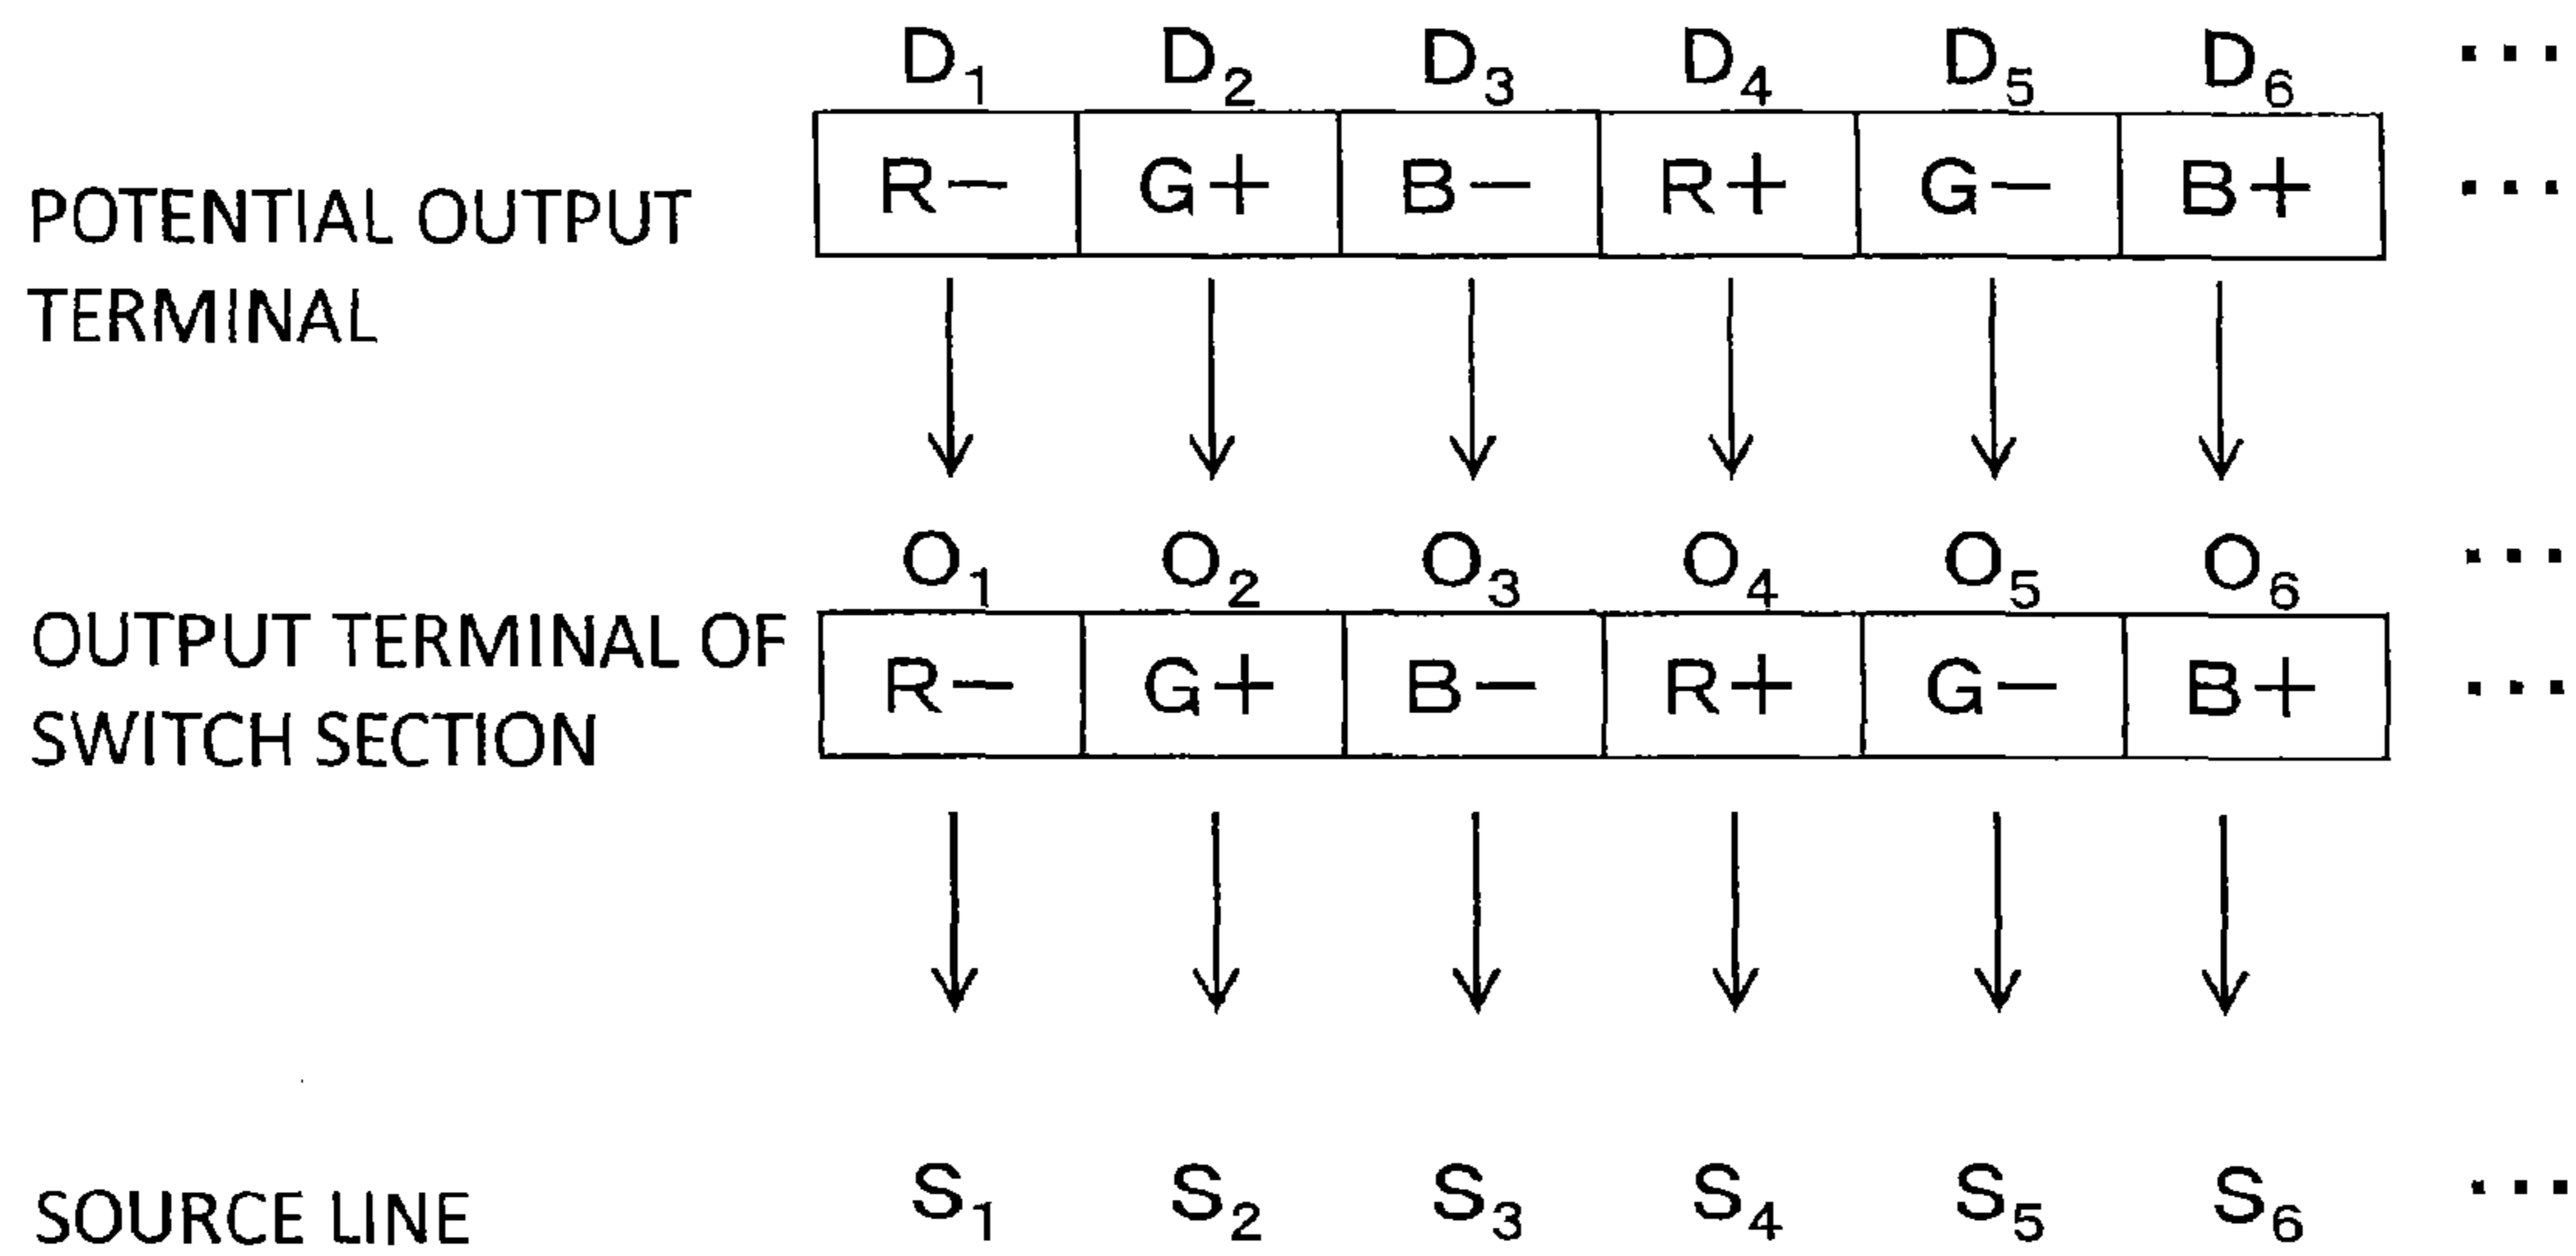 D₁ D₂ D₃ D₄ D₅ D₆ ...
POTENTIAL OUTPUT
TERMINAL
R− G+ B− R+ G− B+ ...
O₁ O₂ O₃ O₄ O₅ O₆ ...
OUTPUT TERMINAL OF
SWITCH SECTION
R− G+ B− R+ G− B+ ...
SOURCE LINE S₁ S₂ S₃ S₄ S₅ S₆ ...